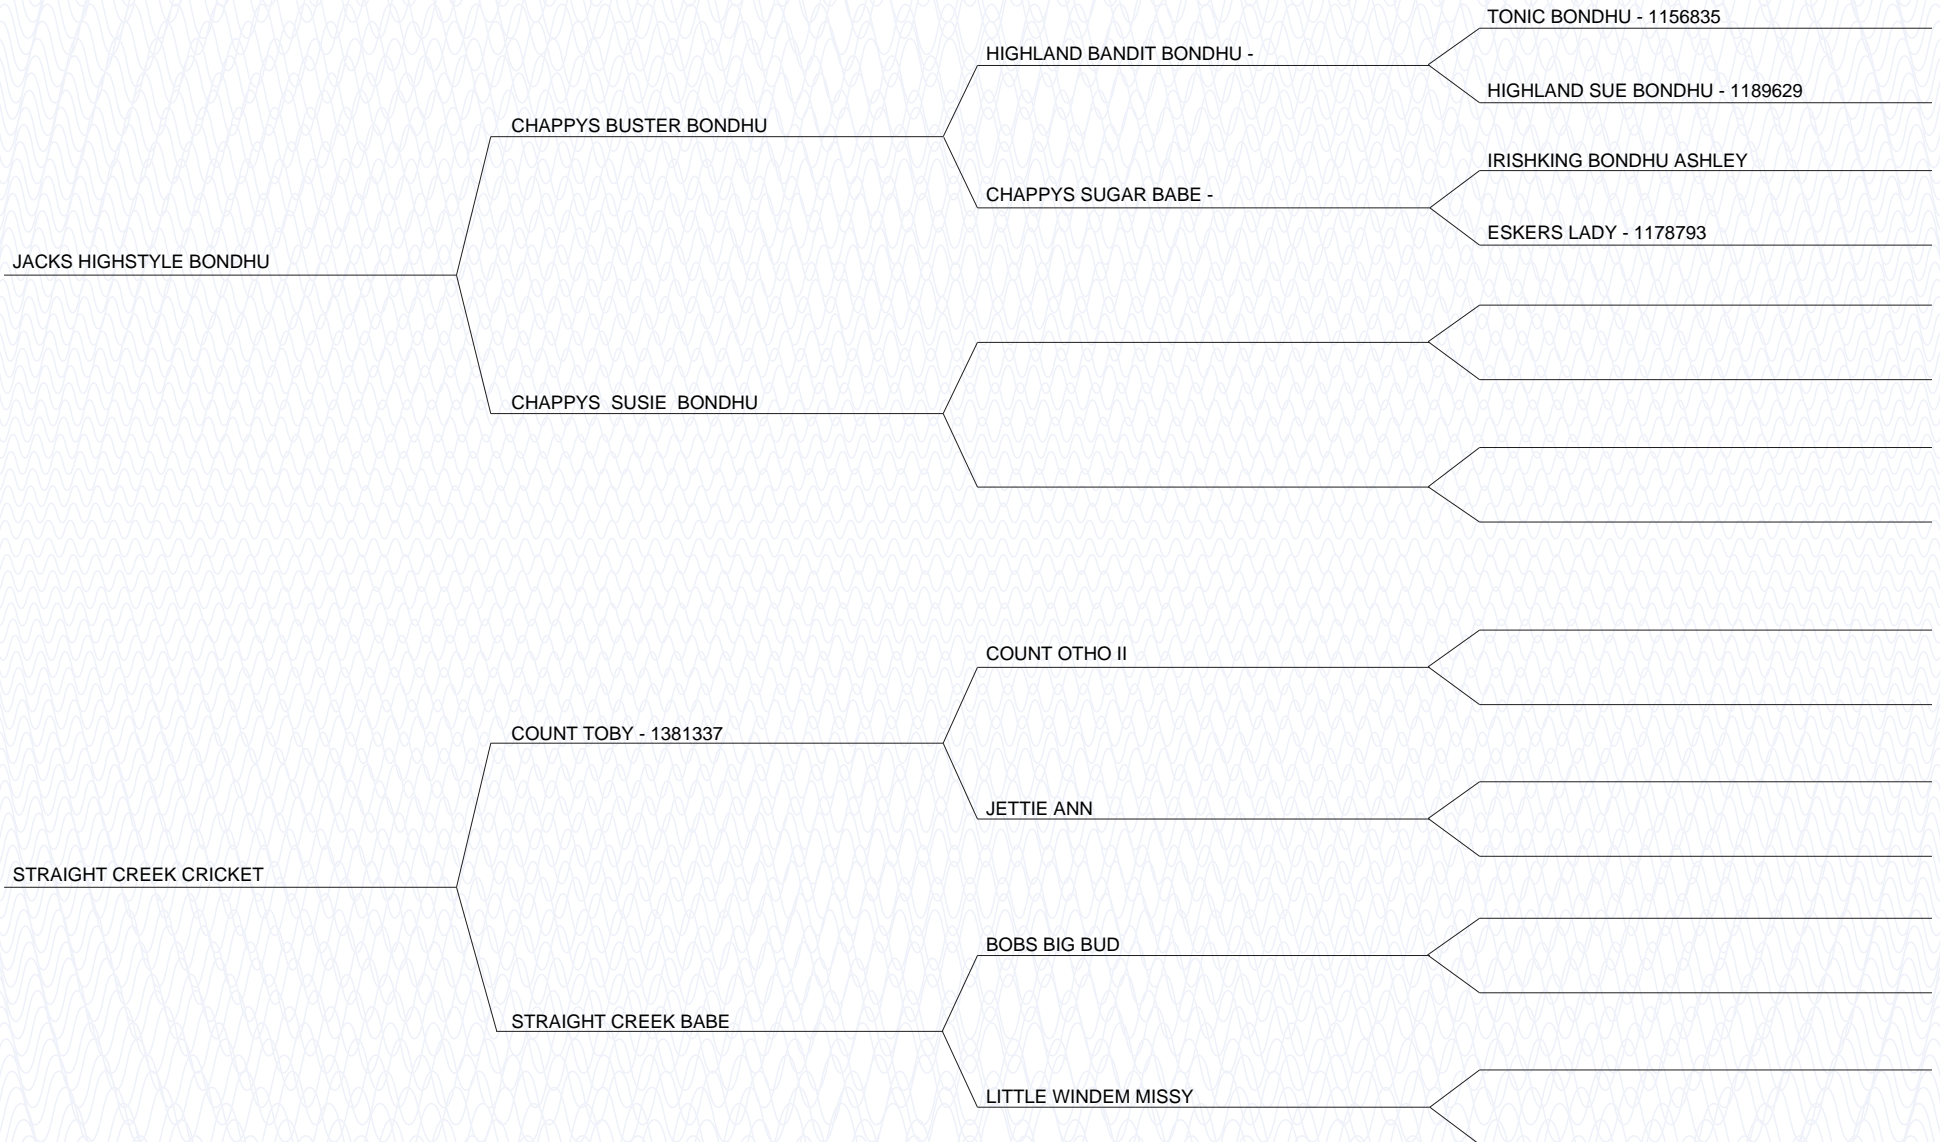 TONIC BONDHU - 1156835
HIGHLAND BANDIT BONDHU -
HIGHLAND SUE BONDHU - 1189629
CHAPPYS BUSTER BONDHU
IRISHKING BONDHU ASHLEY
CHAPPYS SUGAR BABE -
ESKERS LADY - 1178793
JACKS HIGHSTYLE BONDHU
CHAPPYS  SUSIE  BONDHU
COUNT OTHO II
COUNT TOBY - 1381337
JETTIE ANN
STRAIGHT CREEK CRICKET
BOBS BIG BUD
STRAIGHT CREEK BABE
LITTLE WINDEM MISSY